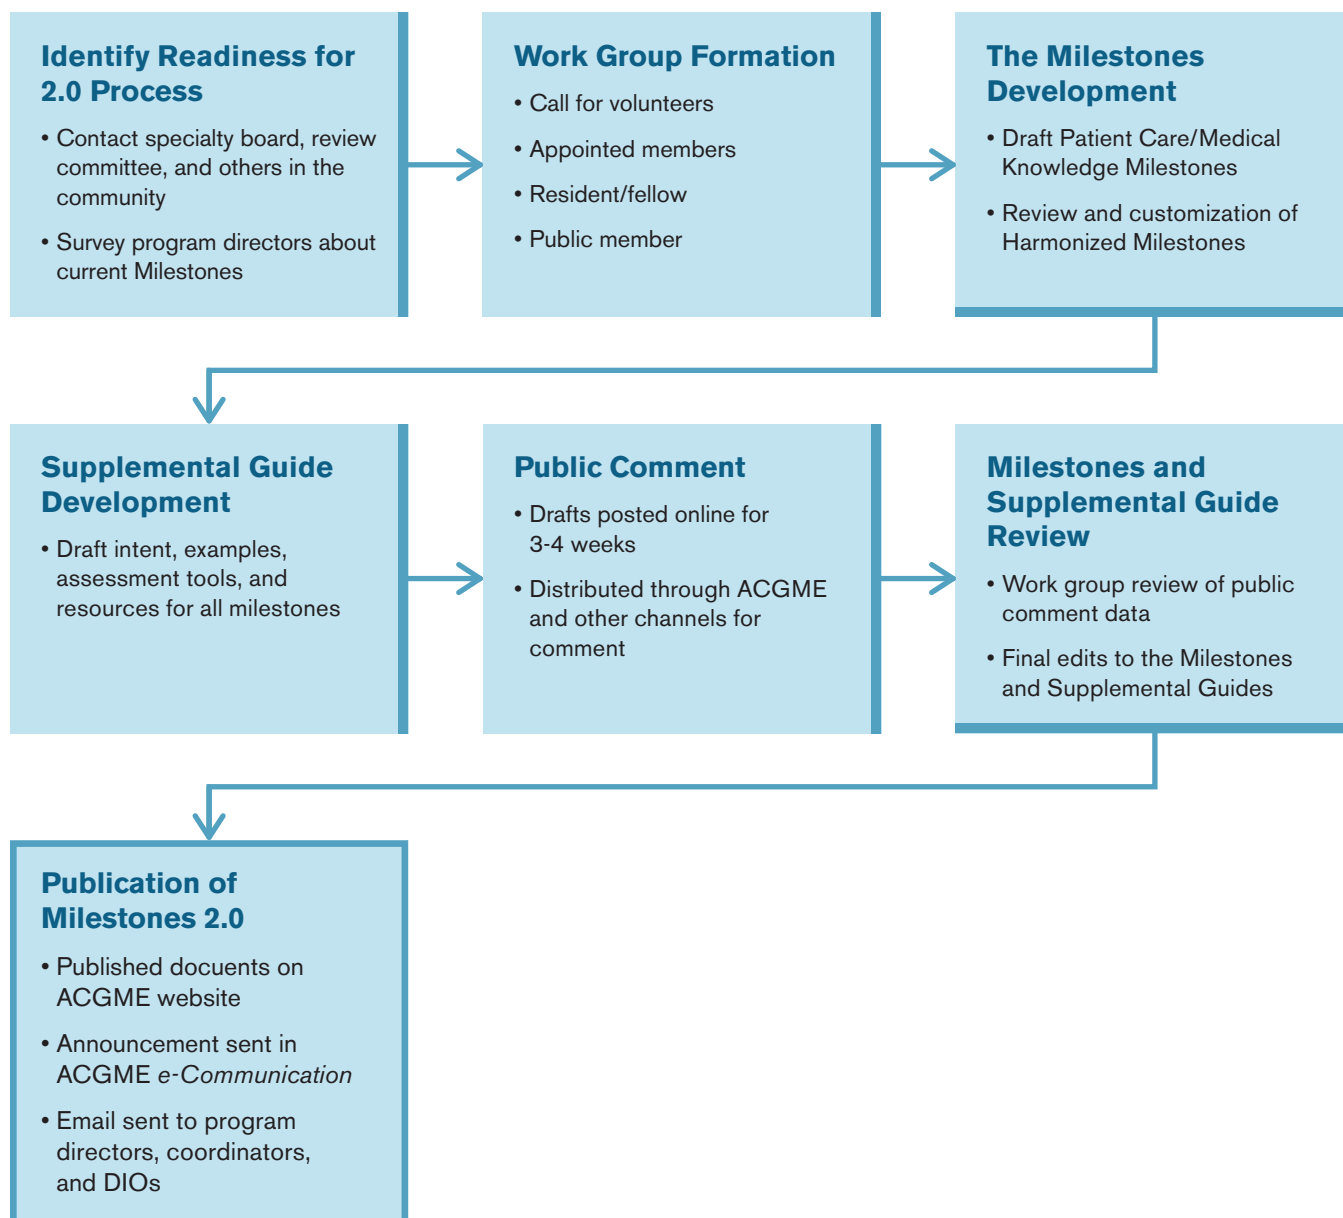 Identify Readiness for
2.0 Process
• Contact specialty board, review
committee, and others in the
community
• Survey program directors about
current Milestones
Work Group Formation
• Call for volunteers
• Appointed members
• Resident/fellow
• Public member
The Milestones
Development
• Draft Patient Care/Medical
Knowledge Milestones
• Review and customization of
Harmonized Milestones
Supplemental Guide
Development
• Draft intent, examples,
assessment tools, and
resources for all milestones
Public Comment
• Drafts posted online for
3-4 weeks
• Distributed through ACGME
and other channels for
comment
Milestones and
Supplemental Guide
Review
• Work group review of public
comment data
• Final edits to the Milestones
and Supplemental Guides
Publication of
Milestones 2.0
• Published docuents on
ACGME website
• Announcement sent in
ACGME e-Communication
• Email sent to program
directors, coordinators,
and DIOs